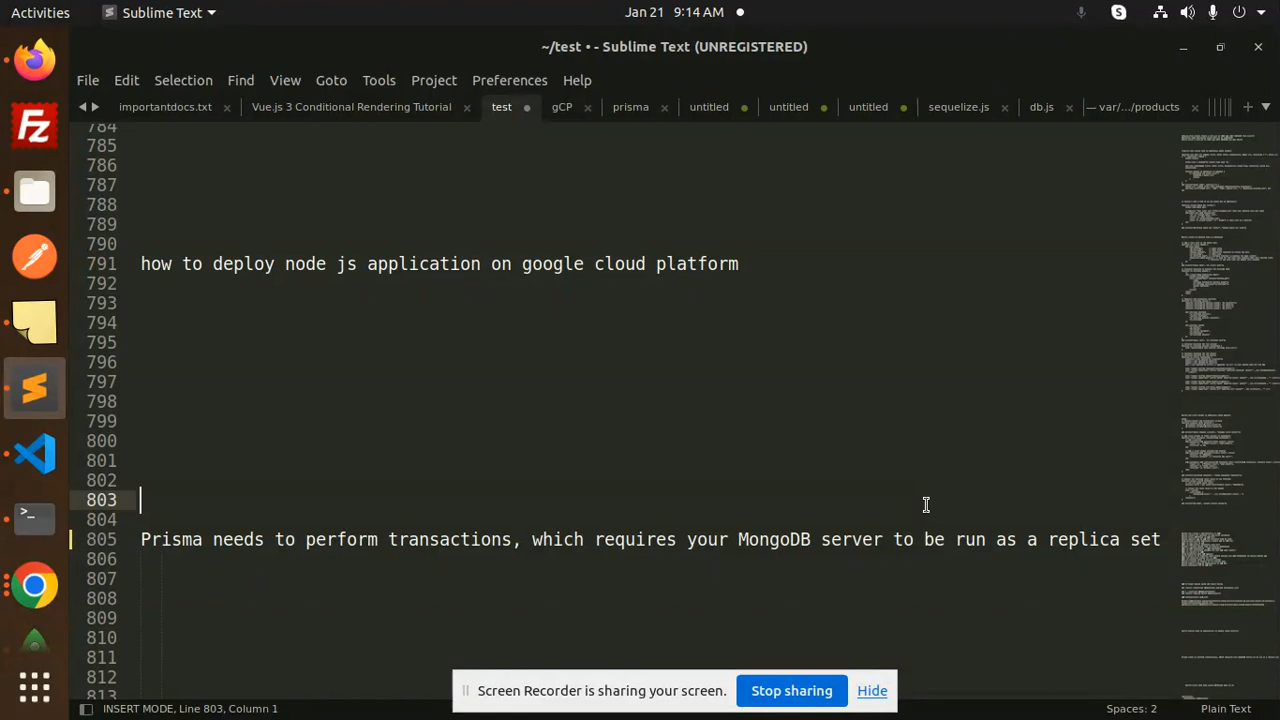 Activities
Sublime Text
Jan 21 9:14 AM
~/test • - Sublime Text (UNREGISTERED)
File Edit Selection Find View Goto Tools Project Preferences Help
importantdocs.txt Vue.js 3 Conditional Rendering Tutorial test gCP prisma untitled untitled untitled sequelize.js db.js — var/.../products
784
785
786
787
788
789
790
791 how to deploy node js application on google cloud platform
792
793
794
795
796
797
798
799
800
801
802
803
804
805 Prisma needs to perform transactions, which requires your MongoDB server to be run as a replica set
806
807
808
809
810
811
812
813
Screen Recorder is sharing your screen. Stop sharing Hide
INSERT MODE, Line 803, Column 1 Spaces: 2 Plain Text